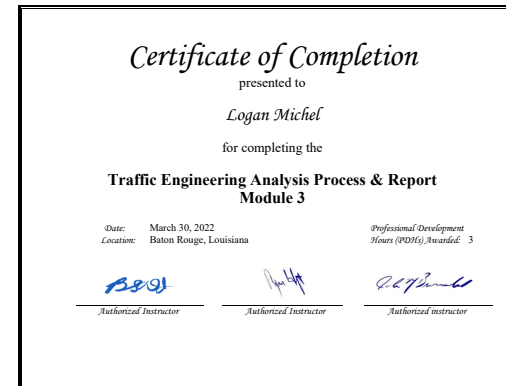 Certificate of Completion
presented to
Logan Michel
for completing the
Traffic Engineering Analysis Process & Report
Module 3
Date: March 30, 2022
Location: Baton Rouge, Louisiana
Professional Development
Hours (PDHs) Awarded: 3
Authorized Instructor
Authorized Instructor
Authorized instructor